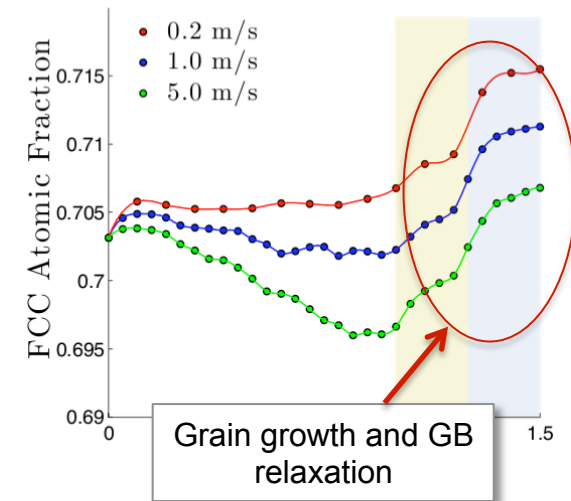 0.2 m/s
1.0 m/s
5.0 m/s
FCC Atomic Fraction
0.715
0.71
0.705
0.7
0.695
0.69
0
1.5
Grain growth and GB
relaxation